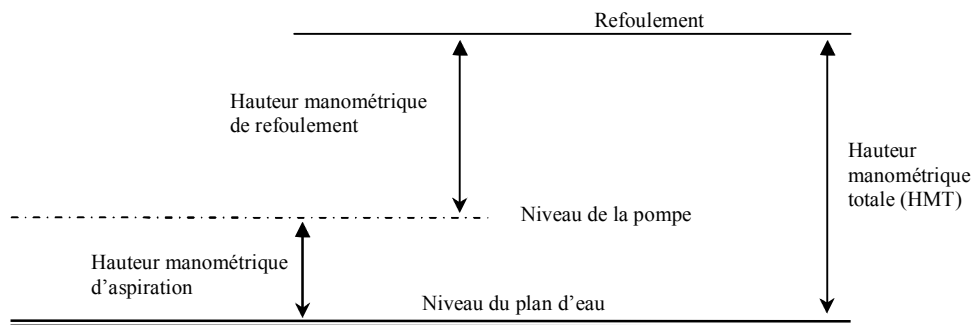 Refoulement
Hauteur manométrique
de refoulement
Hauteur
manométrique
totale (HMT)
Niveau de la pompe
Hauteur manométrique
d’aspiration
Niveau du plan d’eau